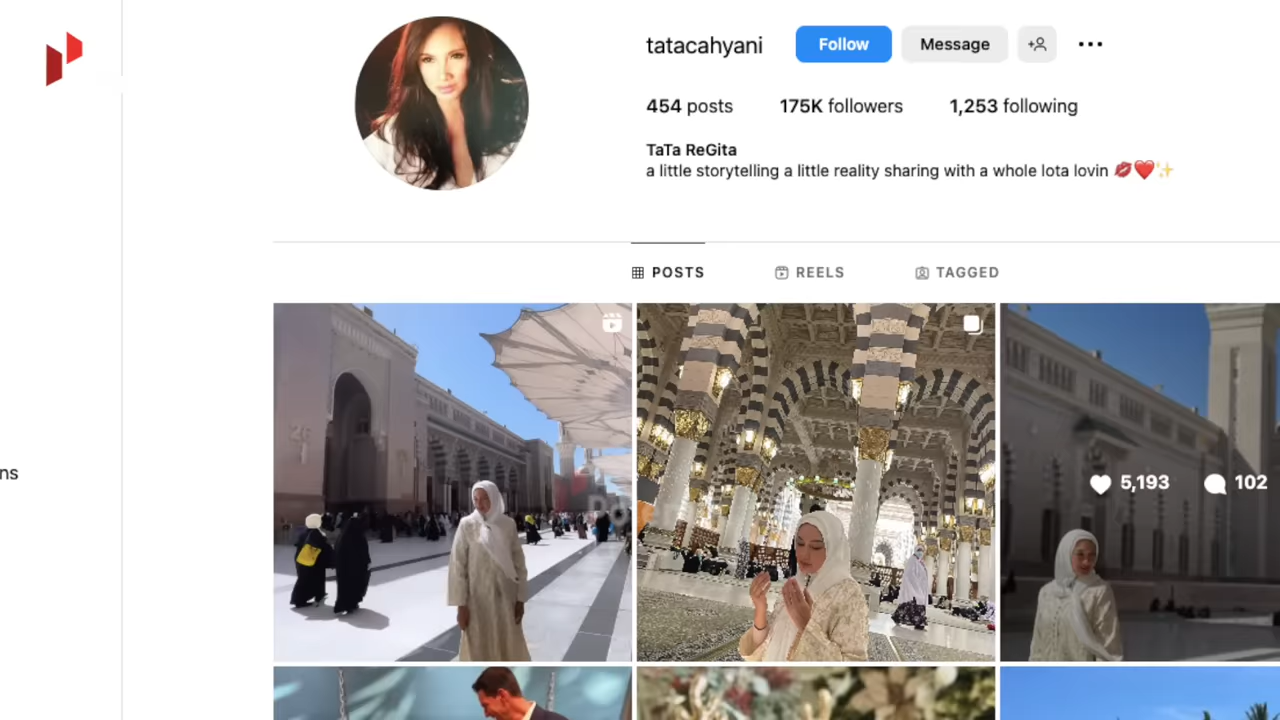 tatacahyani Follow Message
454 posts 175K followers 1,253 following
TaTa ReGita
a little storytelling a little reality sharing with a whole lota lovin 💋❤️✨
POSTS REELS TAGGED
5,193 102
ns